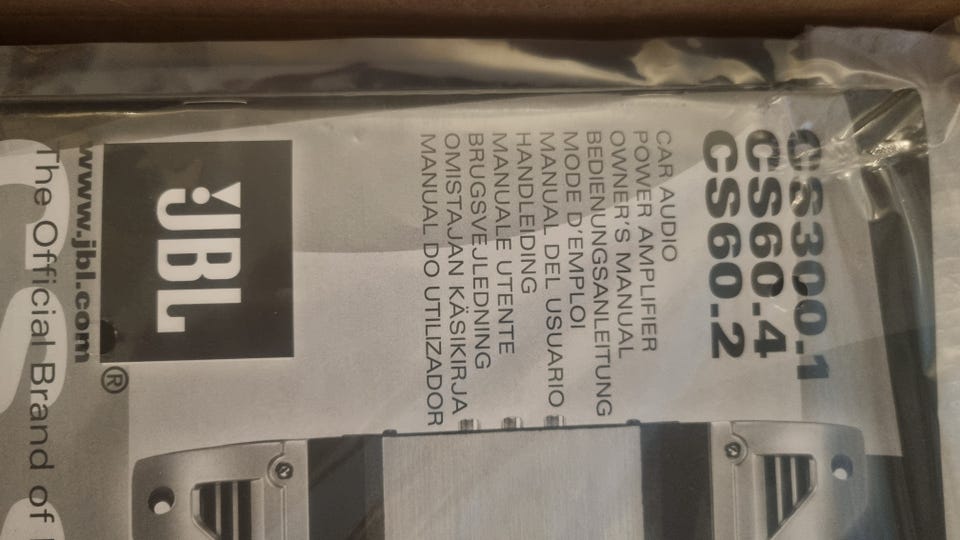 CS300.1
CS60.4
CS60.2
CAR AUDIO
POWER AMPLIFIER
OWNER'S MANUAL
BEDIENUNGSANLEITUNG
MODE D'EMPLOI
MANUAL DEL USUARIO
HANDLEIDING
MANUALE UTENTE
BRUGSVEJLEDNING
OMISTAJAN KÄSIKIRJA
MANUAL DO UTILIZADOR
JBL
®
www.jbl.com
The Official Brand of